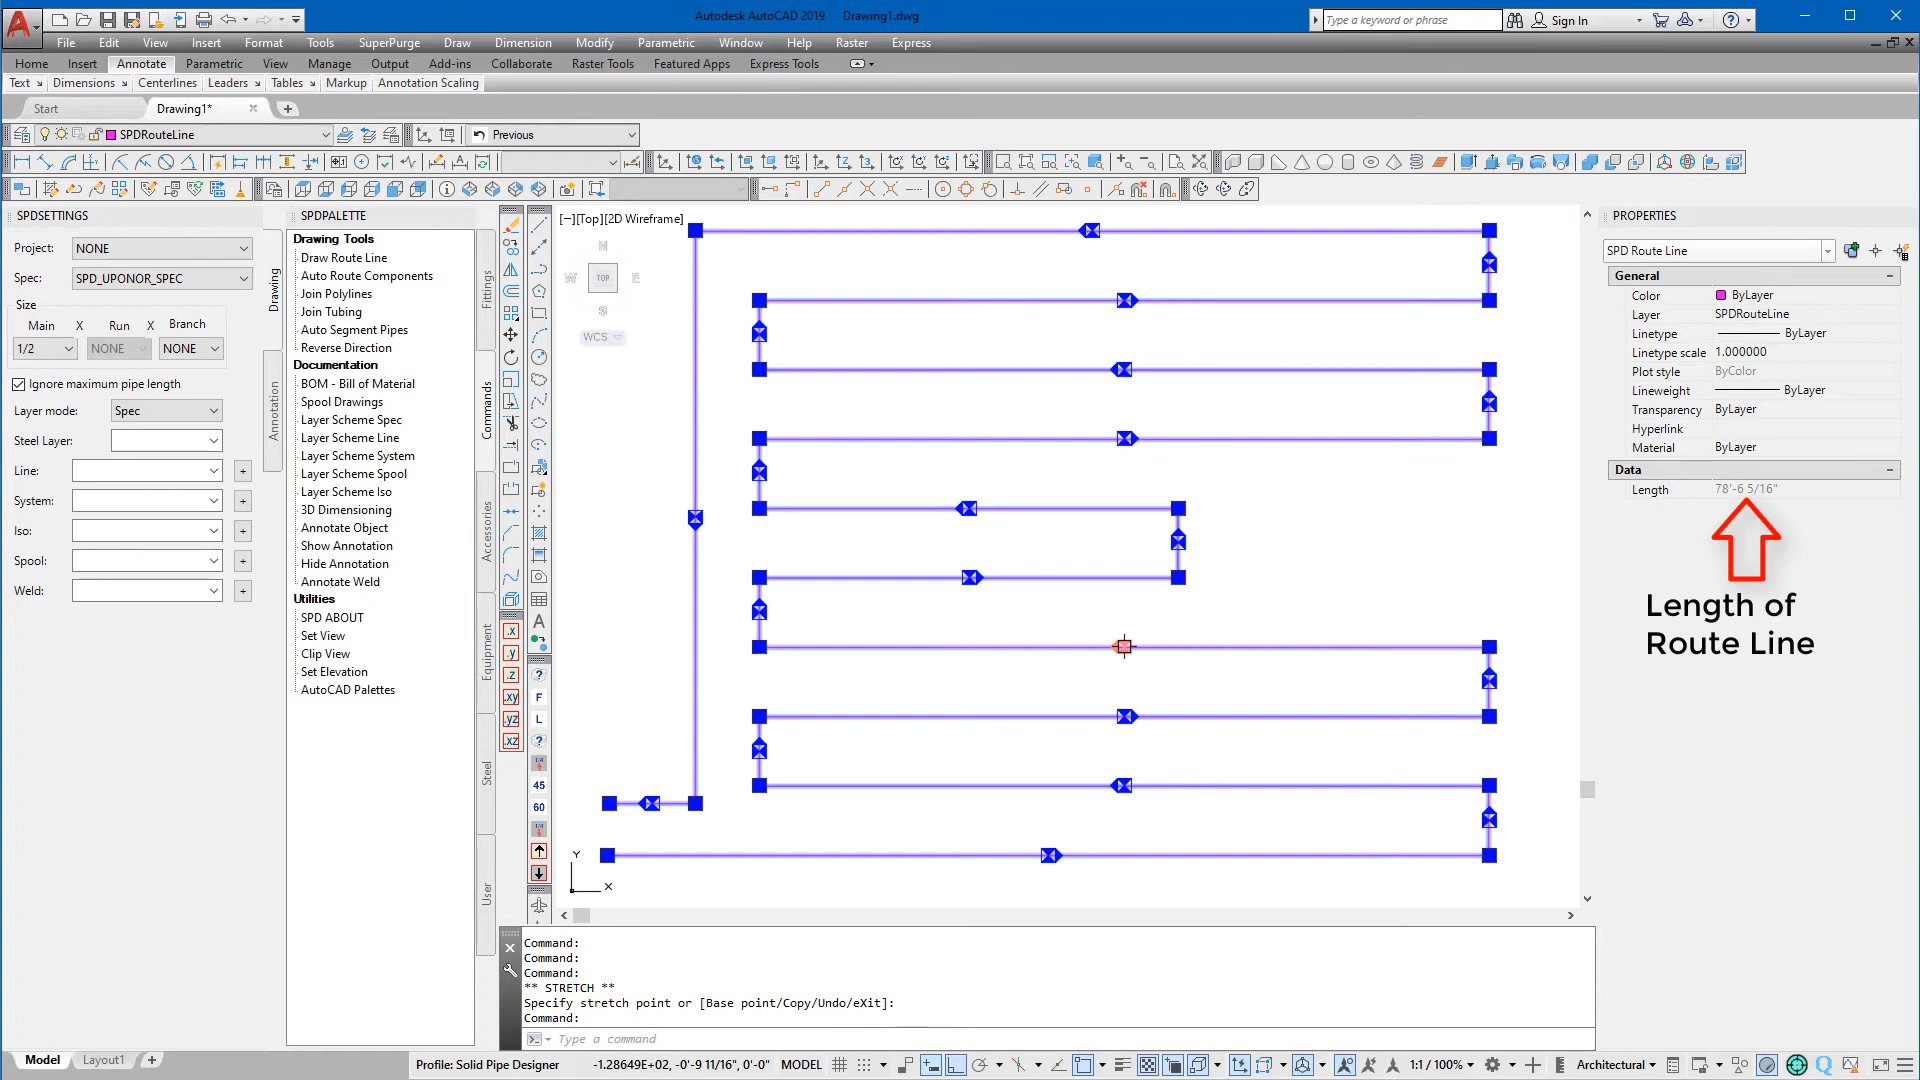 Autodesk AutoCAD 2019 Drawing1.dwg
Type a keyword or phrase
Sign In
File Edit View Insert Format Tools SuperPurge Draw Dimension Modify Parametric Window Help Raster Express
Home Insert Annotate Parametric View Manage Output Add-ins Collaborate Raster Tools Featured Apps Express Tools
Text Dimensions Centerlines Leaders Tables Markup Annotation Scaling
Start Drawing1*
SPDRouteLine Previous
SPDSETTINGS
Project: NONE
Spec: SPD_UPONOR_SPEC
Size
Main X Run X Branch
1/2 NONE NONE
Ignore maximum pipe length
Layer mode: Spec
Steel Layer:
Line: +
System: +
Iso: +
Spool: +
Weld: +
Drawing
Annotation
SPDPALETTE
Drawing Tools
Draw Route Line
Auto Route Components
Join Polylines
Join Tubing
Auto Segment Pipes
Reverse Direction
Documentation
BOM - Bill of Material
Spool Drawings
Layer Scheme Spec
Layer Scheme Line
Layer Scheme System
Layer Scheme Spool
Layer Scheme Iso
3D Dimensioning
Annotate Object
Show Annotation
Hide Annotation
Annotate Weld
Utilities
SPD ABOUT
Set View
Clip View
Set Elevation
AutoCAD Palettes
Fittings
Commands
Accessories
Equipment
Steel
User
.x
.y
.z
.xy
.yz
.xz
A
F
L
45
60
[−][Top][2D Wireframe]
N
W TOP E
S
WCS
Y
X
PROPERTIES
SPD Route Line
General
Color ByLayer
Layer SPDRouteLine
Linetype ByLayer
Linetype scale 1.000000
Plot style ByColor
Lineweight ByLayer
Transparency ByLayer
Hyperlink
Material ByLayer
Data
Length 78'-6 5/16"
Length of
Route Line
Command:
Command:
Command:
** STRETCH **
Specify stretch point or [Base point/Copy/Undo/eXit]:
Command:
Type a command
Model Layout1 +
Profile: Solid Pipe Designer -1.28649E+02, -0'-9 11/16", 0'-0" MODEL 1:1 / 100% Architectural